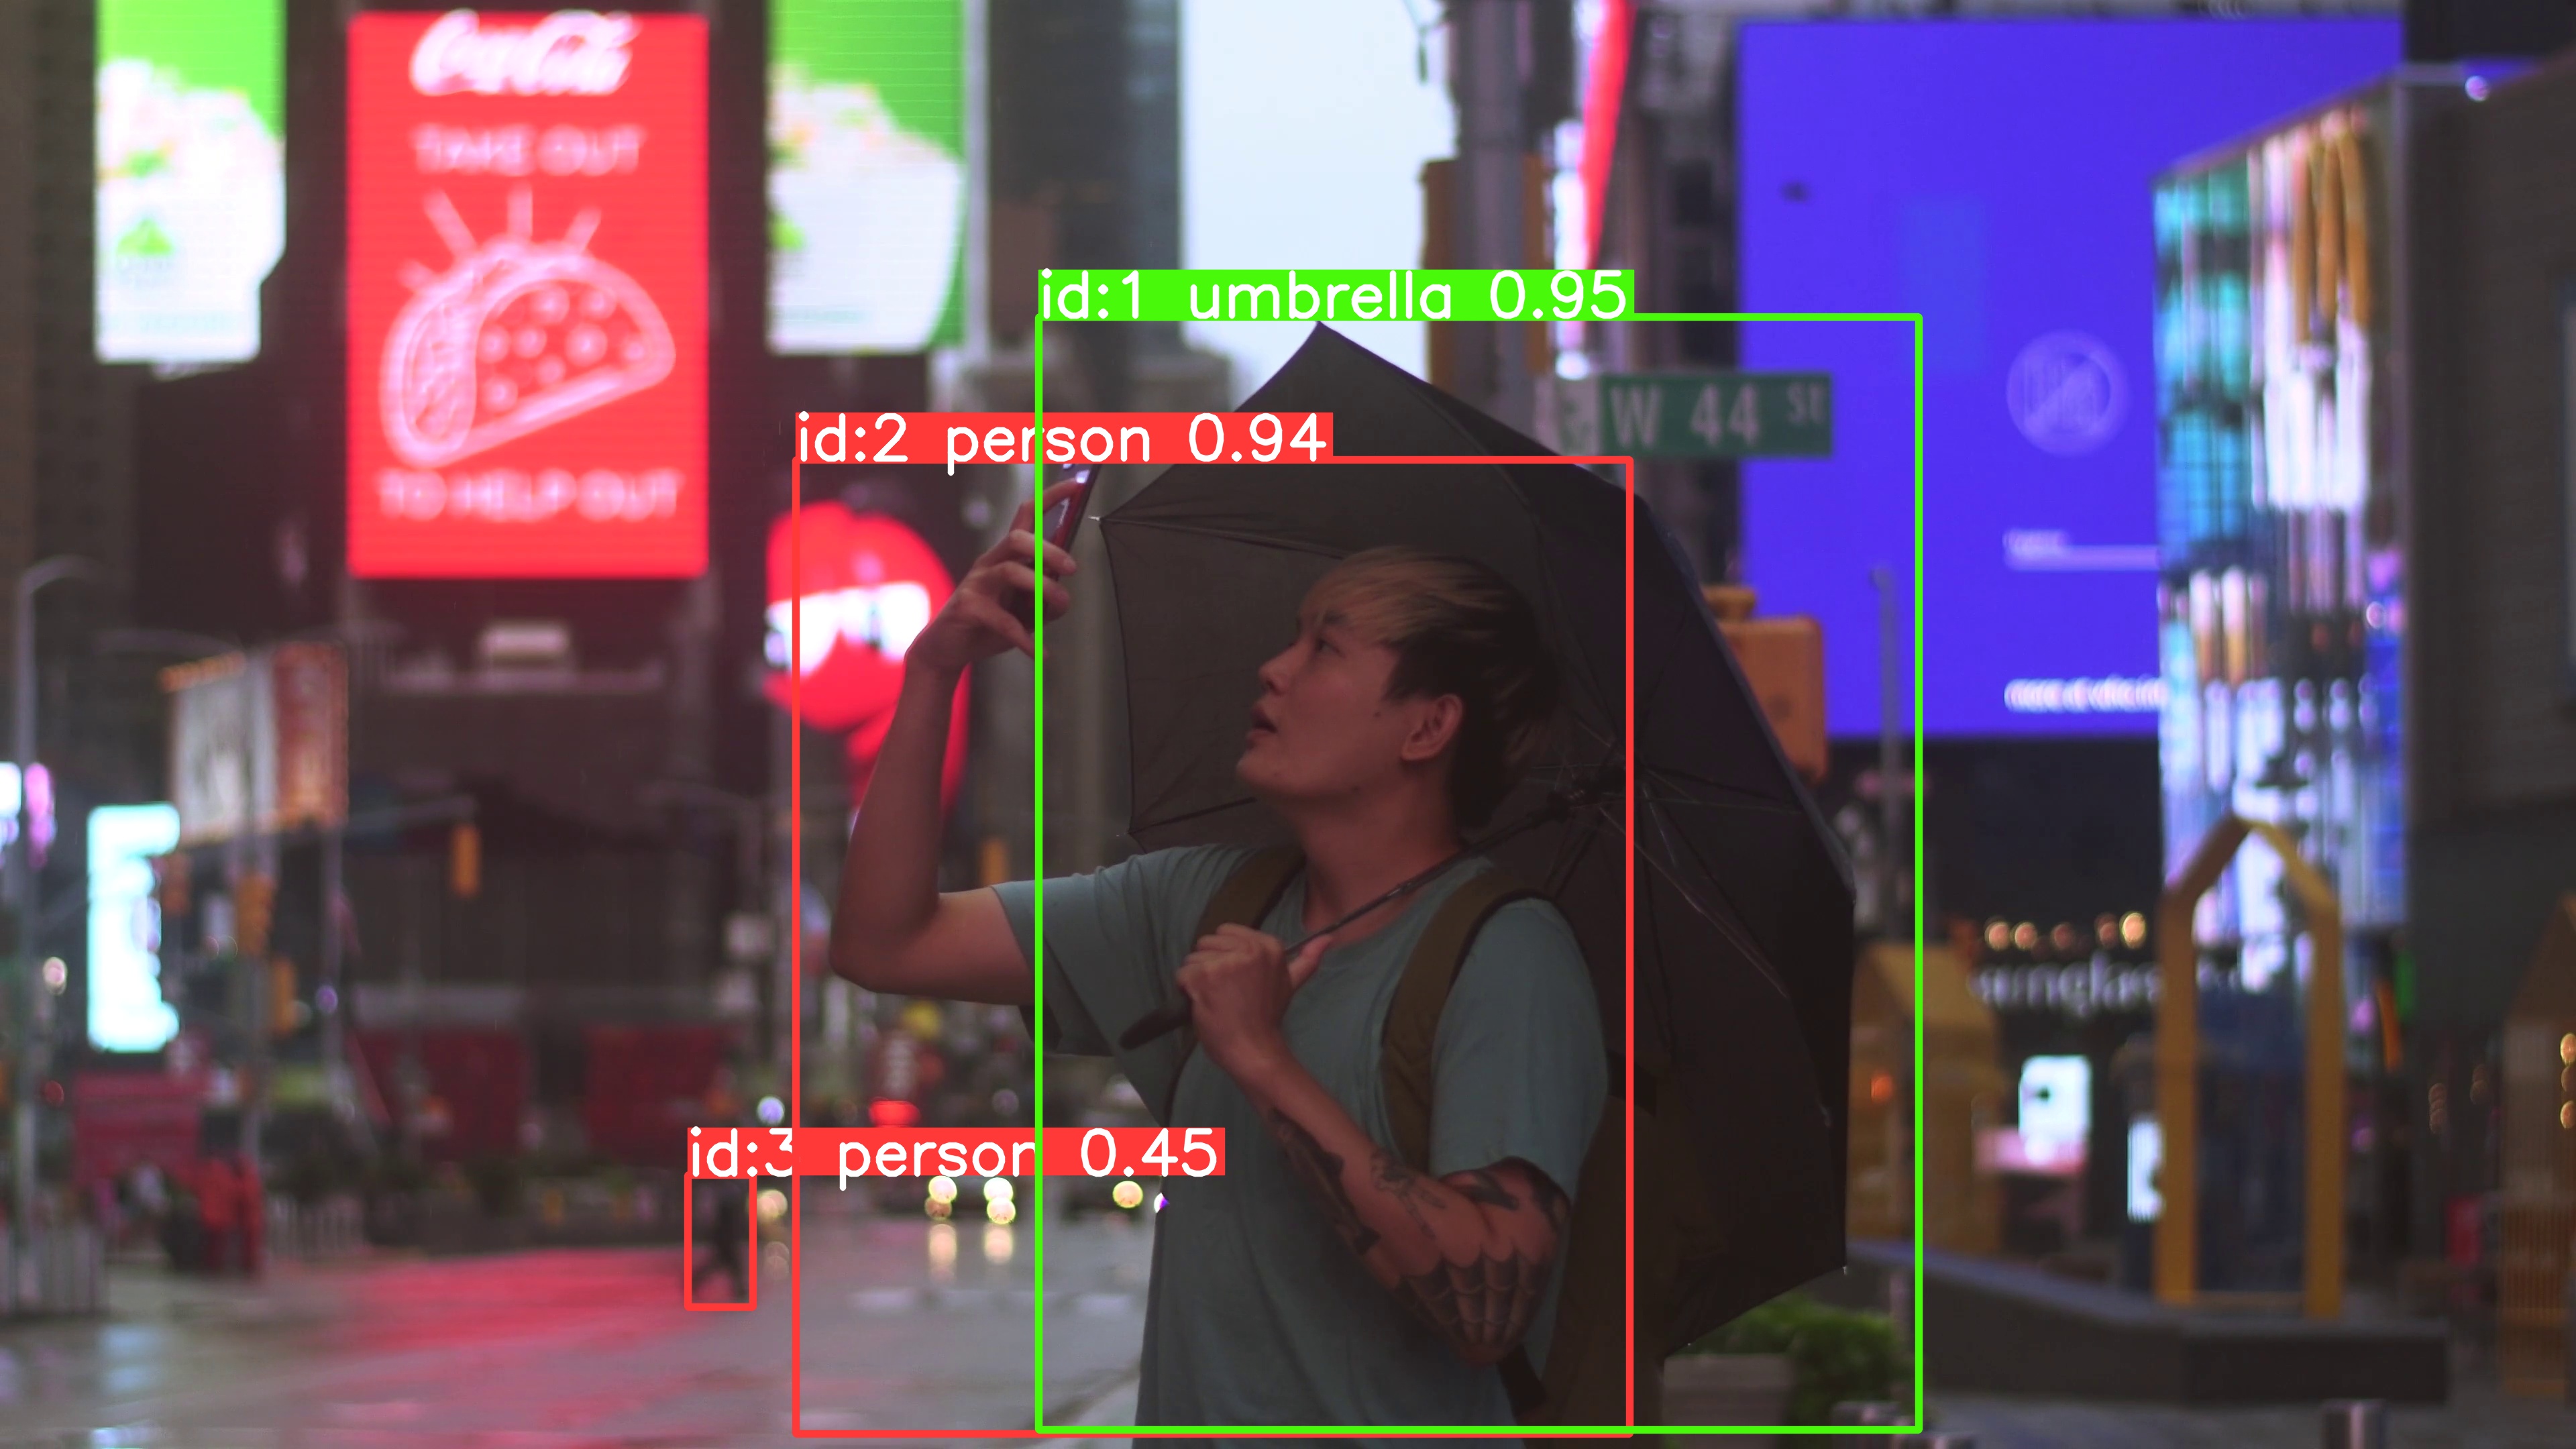 Coca-Cola
TAKE OUT
TO HELP OUT
id:1 umbrella 0.95
W 44 St
id:2 person 0.94
id:3 person 0.45